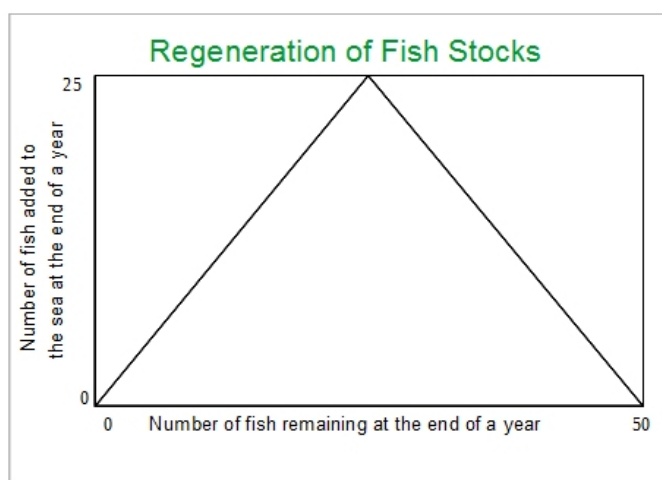 Regeneration of Fish Stocks
25
Number of fish added to
the sea at the end of a year
0
0 Number of fish remaining at the end of a year 50